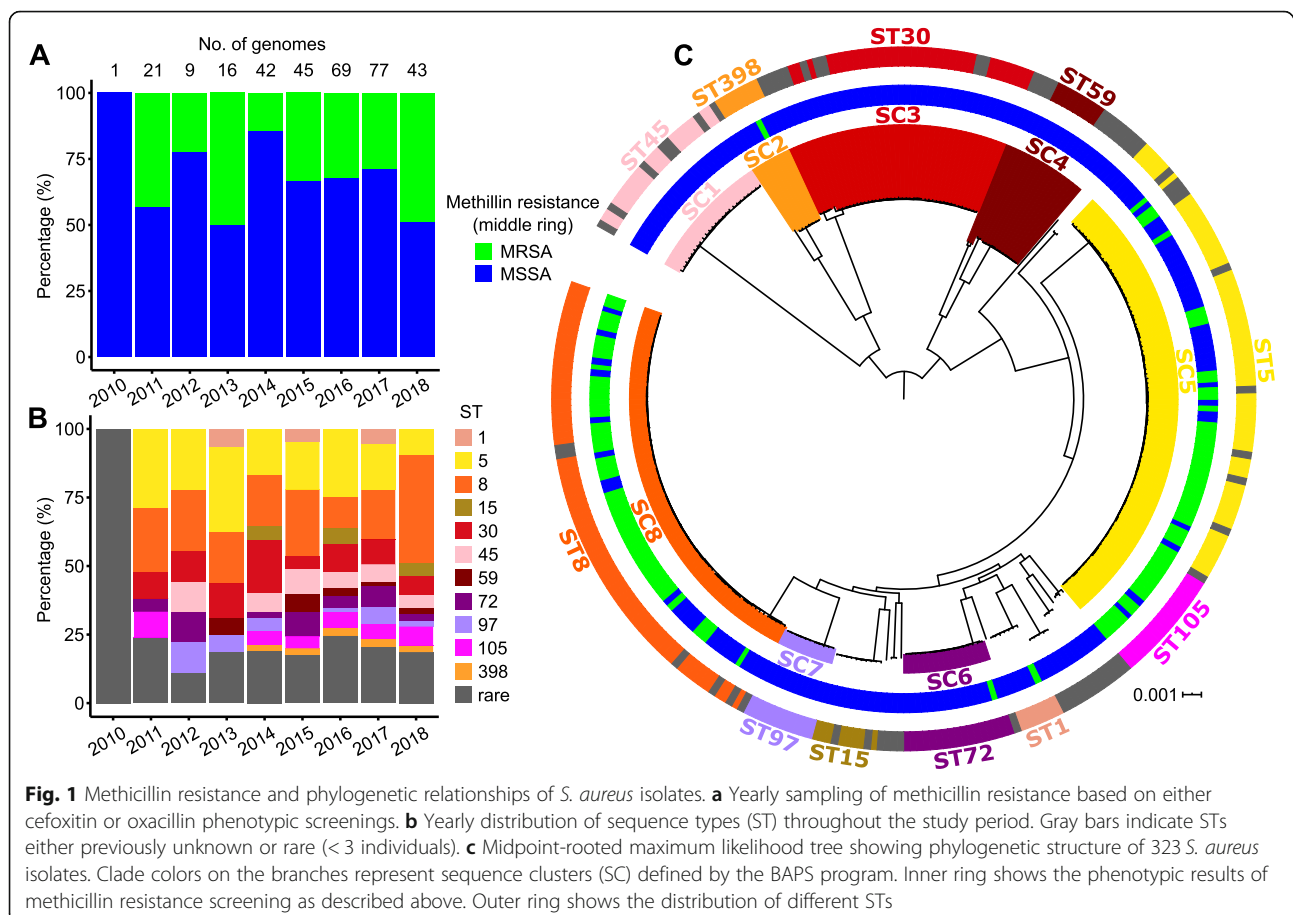 A
No. of genomes
1 21 9 16 42 45 69 77 43
Percentage (%)
100
75
50
25
0
2010 2011 2012 2013 2014 2015 2016 2017 2018
Methillin resistance
(middle ring)
MRSA
MSSA
B
Percentage (%)
100
75
50
25
0
2010 2011 2012 2013 2014 2015 2016 2017 2018
ST
1
5
8
15
30
45
59
72
97
105
398
rare
C
ST45
ST398
ST30
ST59
ST5
ST105
ST1
ST72
ST15
ST97
ST8
SC1
SC2
SC3
SC4
SC5
SC6
SC7
SC8
0.001
Fig. 1 Methicillin resistance and phylogenetic relationships of S. aureus isolates. a Yearly sampling of methicillin resistance based on either
cefoxitin or oxacillin phenotypic screenings. b Yearly distribution of sequence types (ST) throughout the study period. Gray bars indicate STs
either previously unknown or rare (< 3 individuals). c Midpoint-rooted maximum likelihood tree showing phylogenetic structure of 323 S. aureus
isolates. Clade colors on the branches represent sequence clusters (SC) defined by the BAPS program. Inner ring shows the phenotypic results of
methicillin resistance screening as described above. Outer ring shows the distribution of different STs